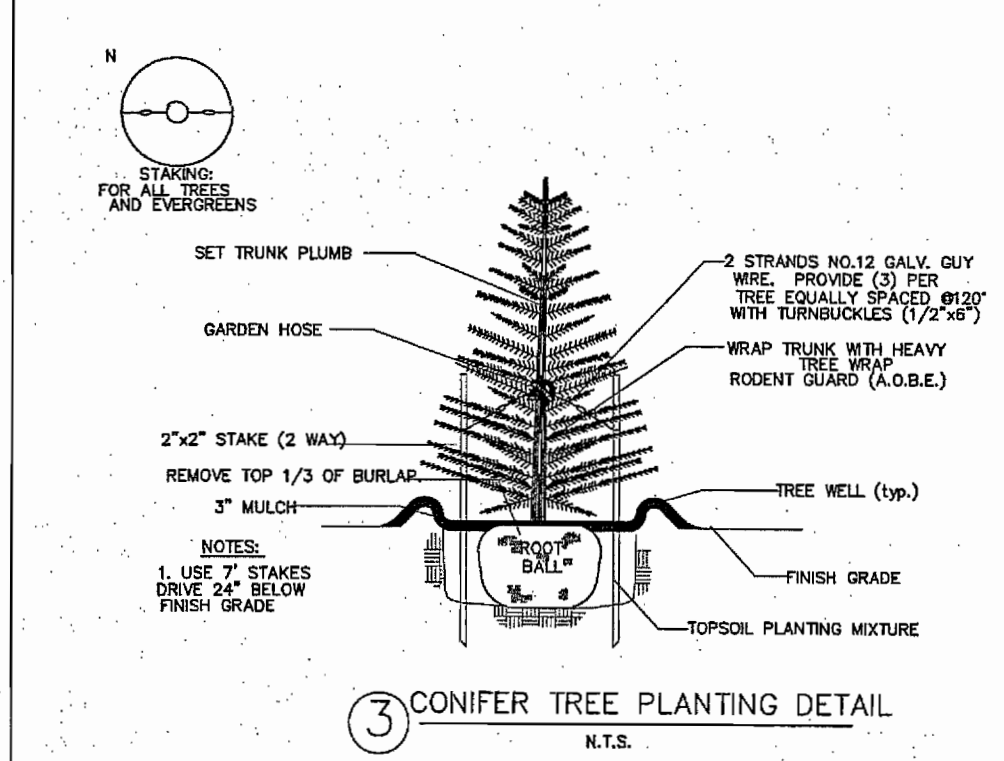 N
STAKING:
FOR ALL TREES
AND EVERGREENS
SET TRUNK PLUMB
GARDEN HOSE
2"x2" STAKE (2 WAY)
REMOVE TOP 1/3 OF BURLAP
3" MULCH
NOTES:
1. USE 7' STAKES
DRIVE 24" BELOW
FINISH GRADE
2 STRANDS NO.12 GALV. GUY
WIRE. PROVIDE (3) PER
TREE EQUALLY SPACED @120°
WITH TURNBUCKLES (1/2"x6")
WRAP TRUNK WITH HEAVY
TREE WRAP
RODENT GUARD (A.O.B.E.)
TREE WELL (typ.)
ROOT
BALL
FINISH GRADE
TOPSOIL PLANTING MIXTURE
3 CONIFER TREE PLANTING DETAIL
N.T.S.